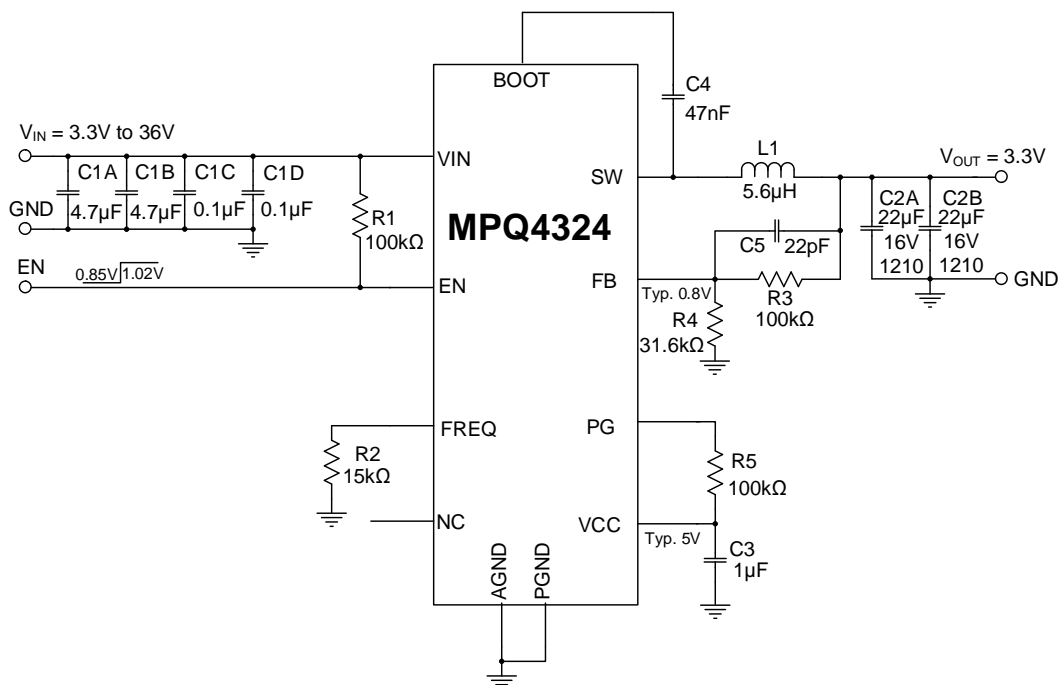 BOOT
C4
47nF
VIN = 3.3V to 36V
VIN
C1A
C1B
C1C
C1D
4.7µF
4.7µF
0.1µF
0.1µF
GND
R1
100kΩ
SW
L1
5.6µH
VOUT = 3.3V
C2A
22µF
16V
1210
C2B
22µF
16V
1210
MPQ4324
C5
22pF
EN
0.85V
1.02V
EN
FB
Typ. 0.8V
R3
100kΩ
GND
R4
31.6kΩ
FREQ
R2
15kΩ
PG
R5
100kΩ
NC
VCC
Typ. 5V
C3
1µF
AGND
PGND